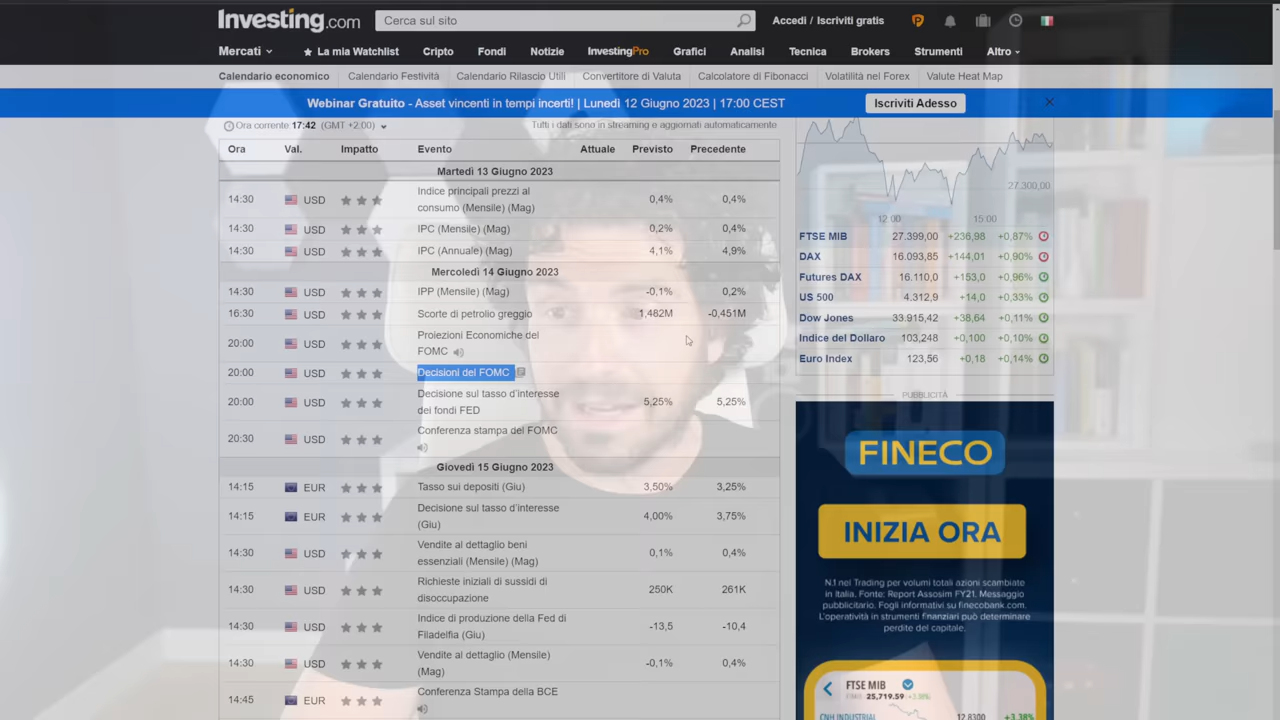 Investing.com
Cerca sul sito
Accedi / Iscriviti gratis
Mercati
La mia Watchlist
Cripto
Fondi
Notizie
InvestingPro
Grafici
Analisi
Tecnica
Brokers
Strumenti
Altro
Calendario economico
Calendario Festività
Calendario Rilascio Utili
Convertitore di Valuta
Calcolatore di Fibonacci
Volatilità nel Forex
Valute Heat Map
Webinar Gratuito - Asset vincenti in tempi incerti! | Lunedì 12 Giugno 2023 | 17:00 CEST
Iscriviti Adesso
Ora corrente: 17:42 (GMT +2:00)
Tutti i dati sono in streaming e aggiornati automaticamente
Ora Val. Impatto Evento Attuale Previsto Precedente
Martedì 13 Giugno 2023
14:30 USD Indice principali prezzi al
consumo (Mensile) (Mag) 0,4% 0,4%
14:30 USD IPC (Mensile) (Mag) 0,2% 0,4%
14:30 USD IPC (Annuale) (Mag) 4,1% 4,9%
Mercoledì 14 Giugno 2023
14:30 USD IPP (Mensile) (Mag) -0,1% 0,2%
16:30 USD Scorte di petrolio greggio 1,482M -0,451M
20:00 USD Proiezioni Economiche del
FOMC
20:00 USD Decisioni del FOMC
20:00 USD Decisione sul tasso d'interesse
dei fondi FED 5,25% 5,25%
20:30 USD Conferenza stampa del FOMC
Giovedì 15 Giugno 2023
14:15 EUR Tasso sui depositi (Giu) 3,50% 3,25%
14:15 EUR Decisione sul tasso d'interesse
(Giu) 4,00% 3,75%
14:30 USD Vendite al dettaglio beni
essenziali (Mensile) (Mag) 0,1% 0,4%
14:30 USD Richieste iniziali di sussidi di
disoccupazione 250K 261K
14:30 USD Indice di produzione della Fed di
Filadelfia (Giu) -13,5 -10,4
14:30 USD Vendite al dettaglio (Mensile)
(Mag) -0,1% 0,4%
14:45 EUR Conferenza Stampa della BCE
27.300,00
12:00 15:00
FTSE MIB 27.399,00 +236,98 +0,87%
DAX 16.093,85 +144,01 +0,90%
Futures DAX 16.110,0 +153,0 +0,96%
US 500 4.312,9 +14,0 +0,33%
Dow Jones 33.915,42 +38,64 +0,11%
Indice del Dollaro 103,248 +0,100 +0,10%
Euro Index 123,56 +0,18 +0,14%
PUBBLICITÀ
FINECO
INIZIA ORA
N.1 nel Trading per volumi totali azioni scambiate
in Italia. Fonte: Report Assosim FY21. Messaggio
pubblicitario. Fogli informativi su finecobank.com.
L'operatività in strumenti finanziari può determinare
perdite del capitale.
FTSE MIB
25,719.59 +3.38%
CNH INDUSTRIAL 12,8300 +3.38%